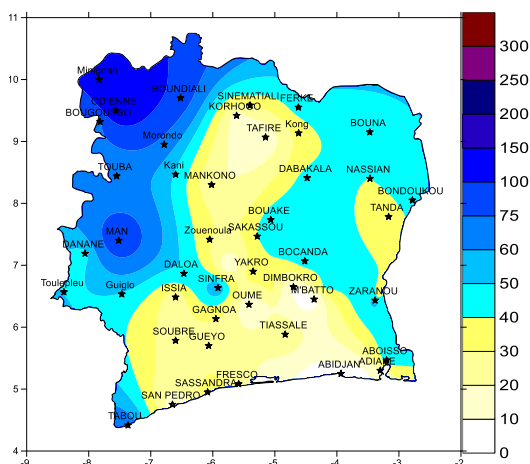 11
10
9
8
7
6
5
4
-9 -8 -7 -6 -5 -4 -3 -2
BOUNDIALI
SINEMATIALI
FERKE
KORHOGO
BOUNA
Kong
TAFIRE
Morondo
TOUBA
Kani
MANKONO
DABAKALA
NASSIAN
BONDOUKOU
TANDA
BOUAKE
SAKASSOU
Zouenoula
MAN
DANANE
BOCANDA
YAKRO
DALOA
SINFRA
DIMBOKRO
M'BATTO
ZARANOU
Toulepleu
Guiglo
ISSIA
OUME
GAGNOA
TIASSALE
SOUBRE
GUEYO
ABOISSO
ADIAKE
ABIDJAN
FRESCO
SASSANDRA
SAN PEDRO
TABOU
300
250
200
150
100
75
60
50
40
30
20
10
0